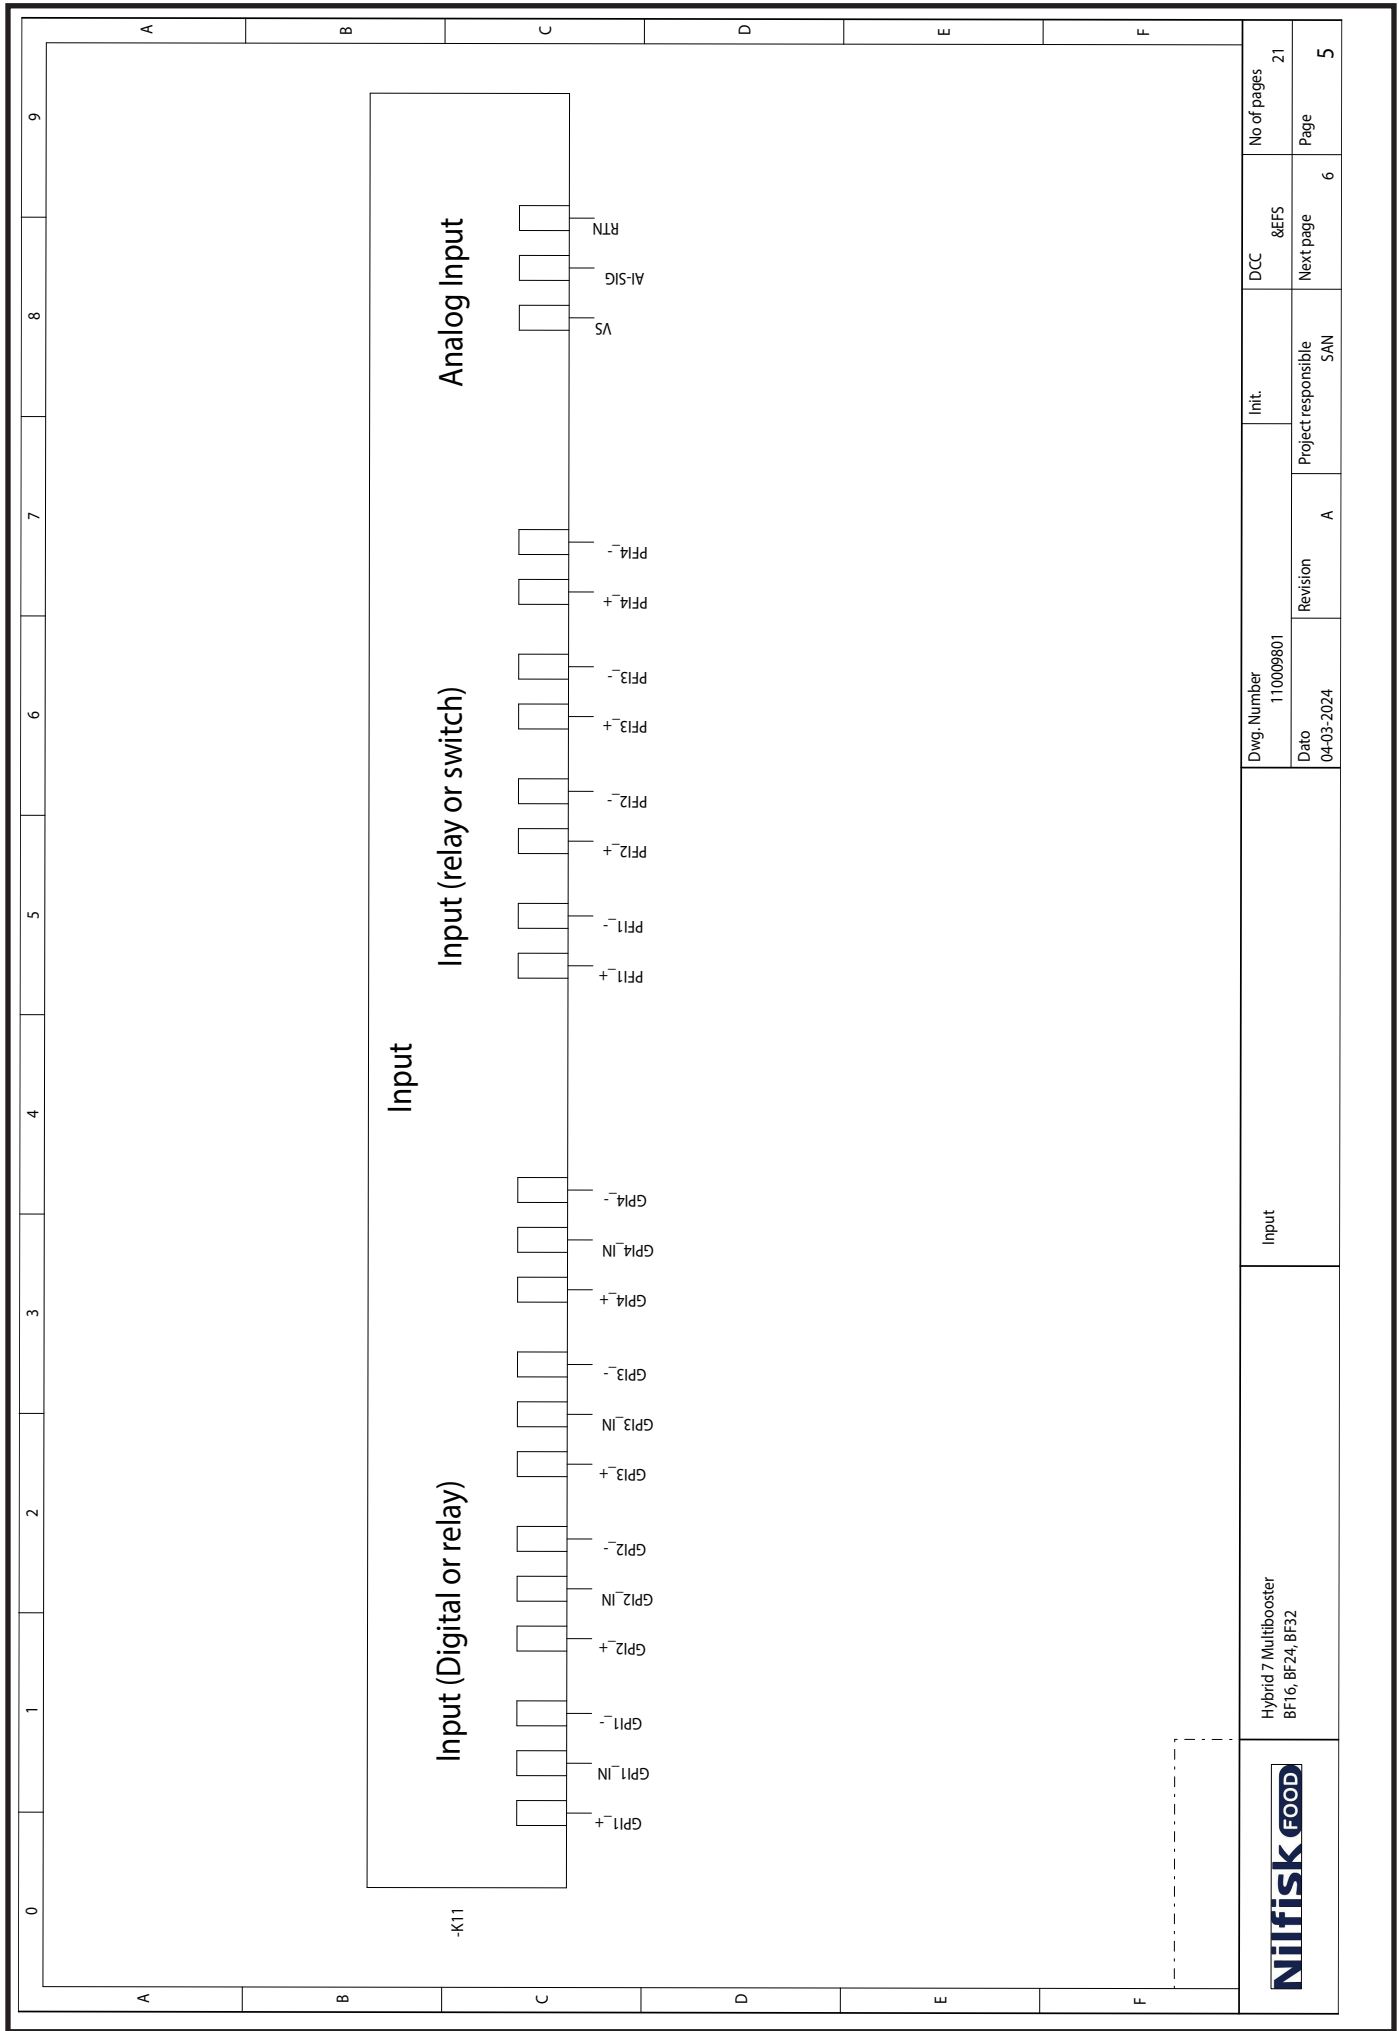 0 1 2 3 4 5 6 7 8 9
A A
B B
C C
D D
E E
F F
-K11
Input
Input (Digital or relay) Input (relay or switch) Analog Input
GPI1_+ GPI1_IN GPI1_- GPI2_+ GPI2_IN GPI2_- GPI3_+ GPI3_IN GPI3_- GPI4_+ GPI4_IN GPI4_- PFI1_+ PFI1_- PFI2_+ PFI2_- PFI3_+ PFI3_- PFI4_+ PFI4_- VS AI-SIG RTN
Nilfisk FOOD
Hybrid 7 Multibooster
BF16, BF24, BF32
Input
Dwg. Number
110009801
Init.
DCC
&EFS
No of pages
21
Dato
04-03-2024
Revision
A
Project responsible
SAN
Next page
6
Page
5